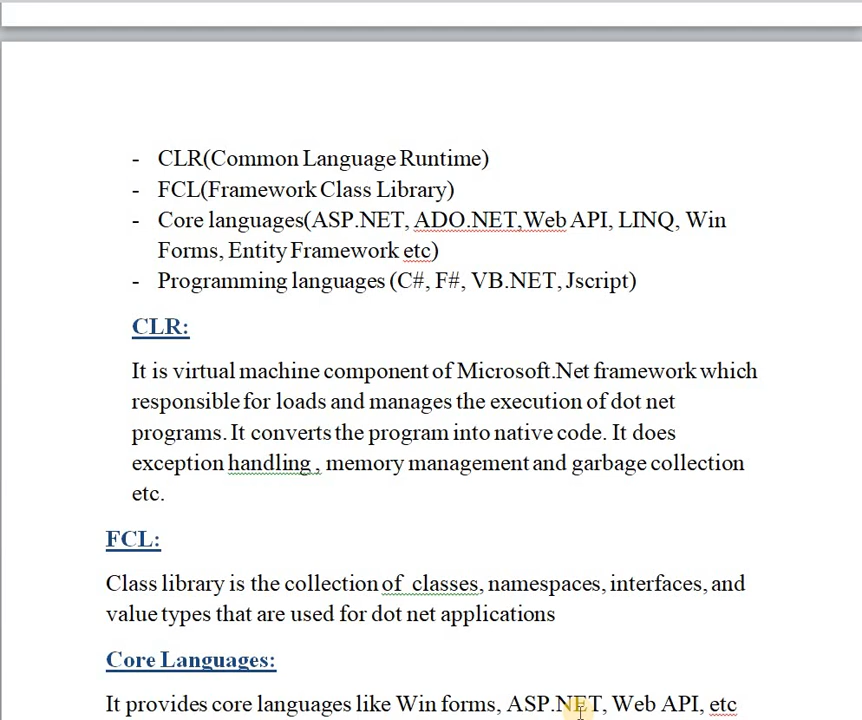 - CLR(Common Language Runtime)
- FCL(Framework Class Library)
- Core languages(ASP.NET, ADO.NET,Web API, LINQ, Win
Forms, Entity Framework etc)
- Programming languages (C#, F#, VB.NET, Jscript)
CLR:
It is virtual machine component of Microsoft.Net framework which
responsible for loads and manages the execution of dot net
programs. It converts the program into native code. It does
exception handling , memory management and garbage collection
etc.
FCL:
Class library is the collection of  classes, namespaces, interfaces, and
value types that are used for dot net applications
Core Languages:
It provides core languages like Win forms, ASP.NET, Web API, etc